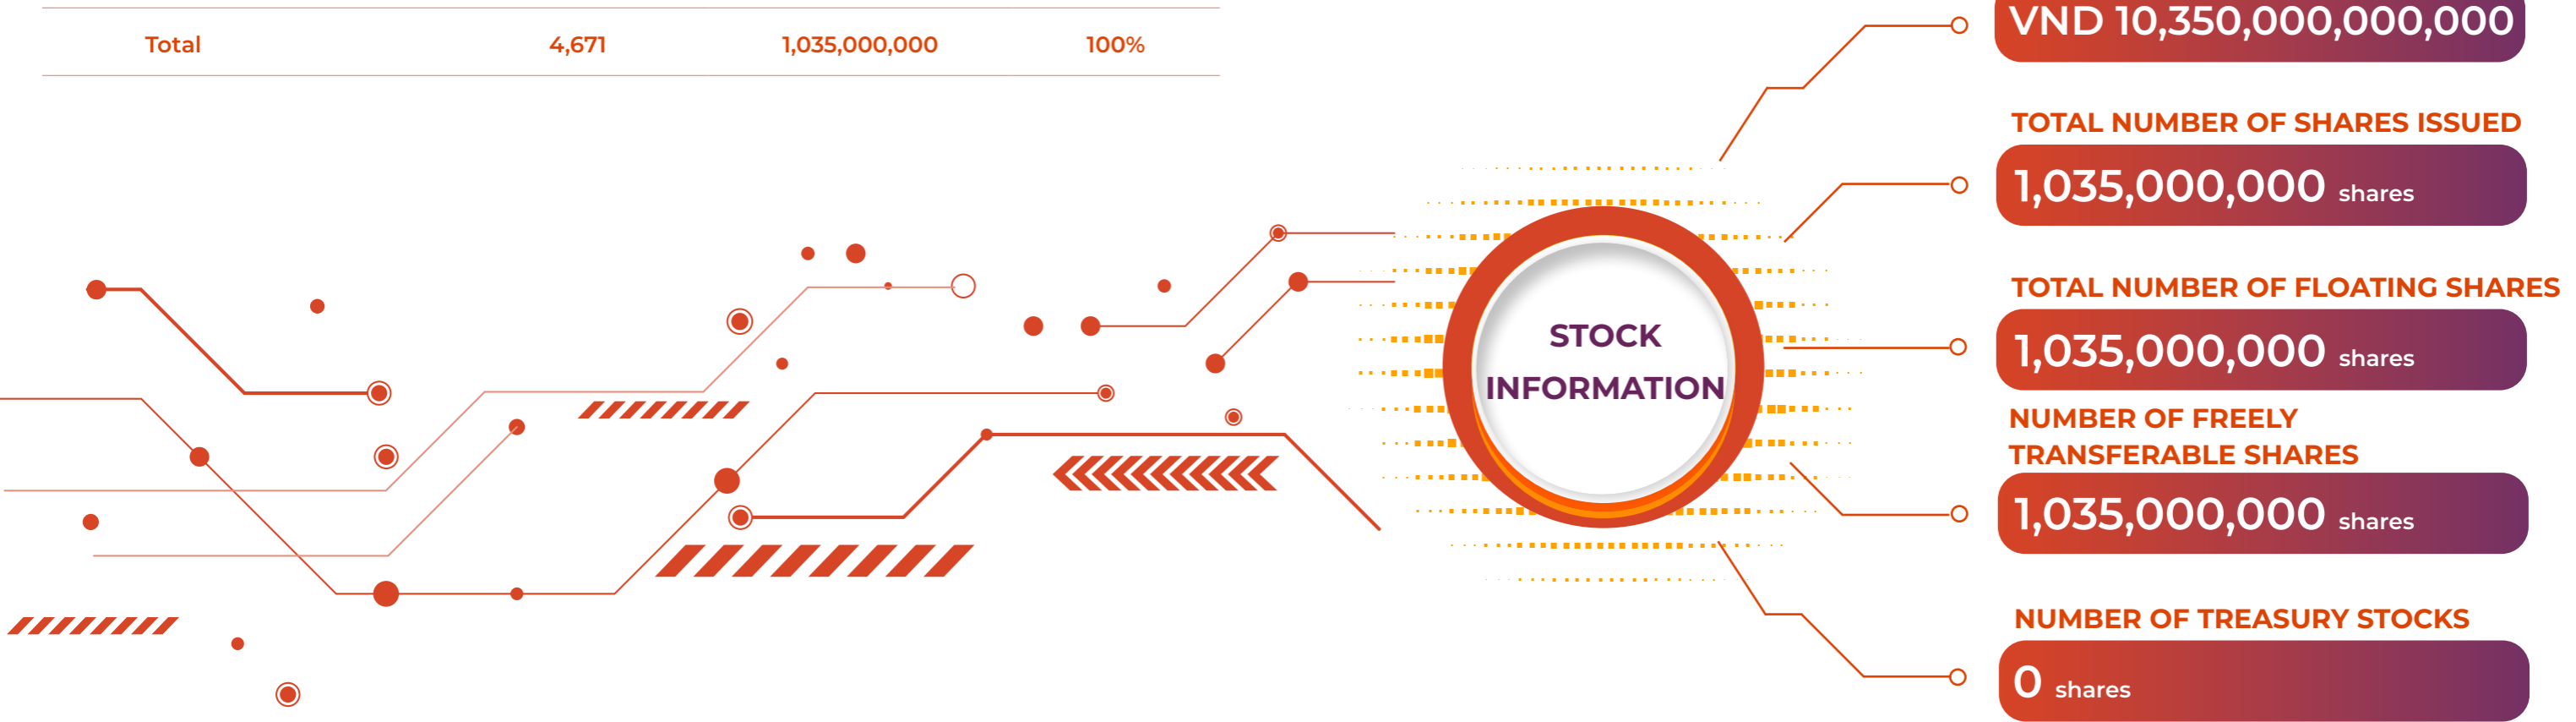 Total 4,671 1,035,000,000 100%
VND 10,350,000,000,000
TOTAL NUMBER OF SHARES ISSUED
1,035,000,000 shares
TOTAL NUMBER OF FLOATING SHARES
1,035,000,000 shares
STOCK
INFORMATION
NUMBER OF FREELY
TRANSFERABLE SHARES
1,035,000,000 shares
NUMBER OF TREASURY STOCKS
0 shares